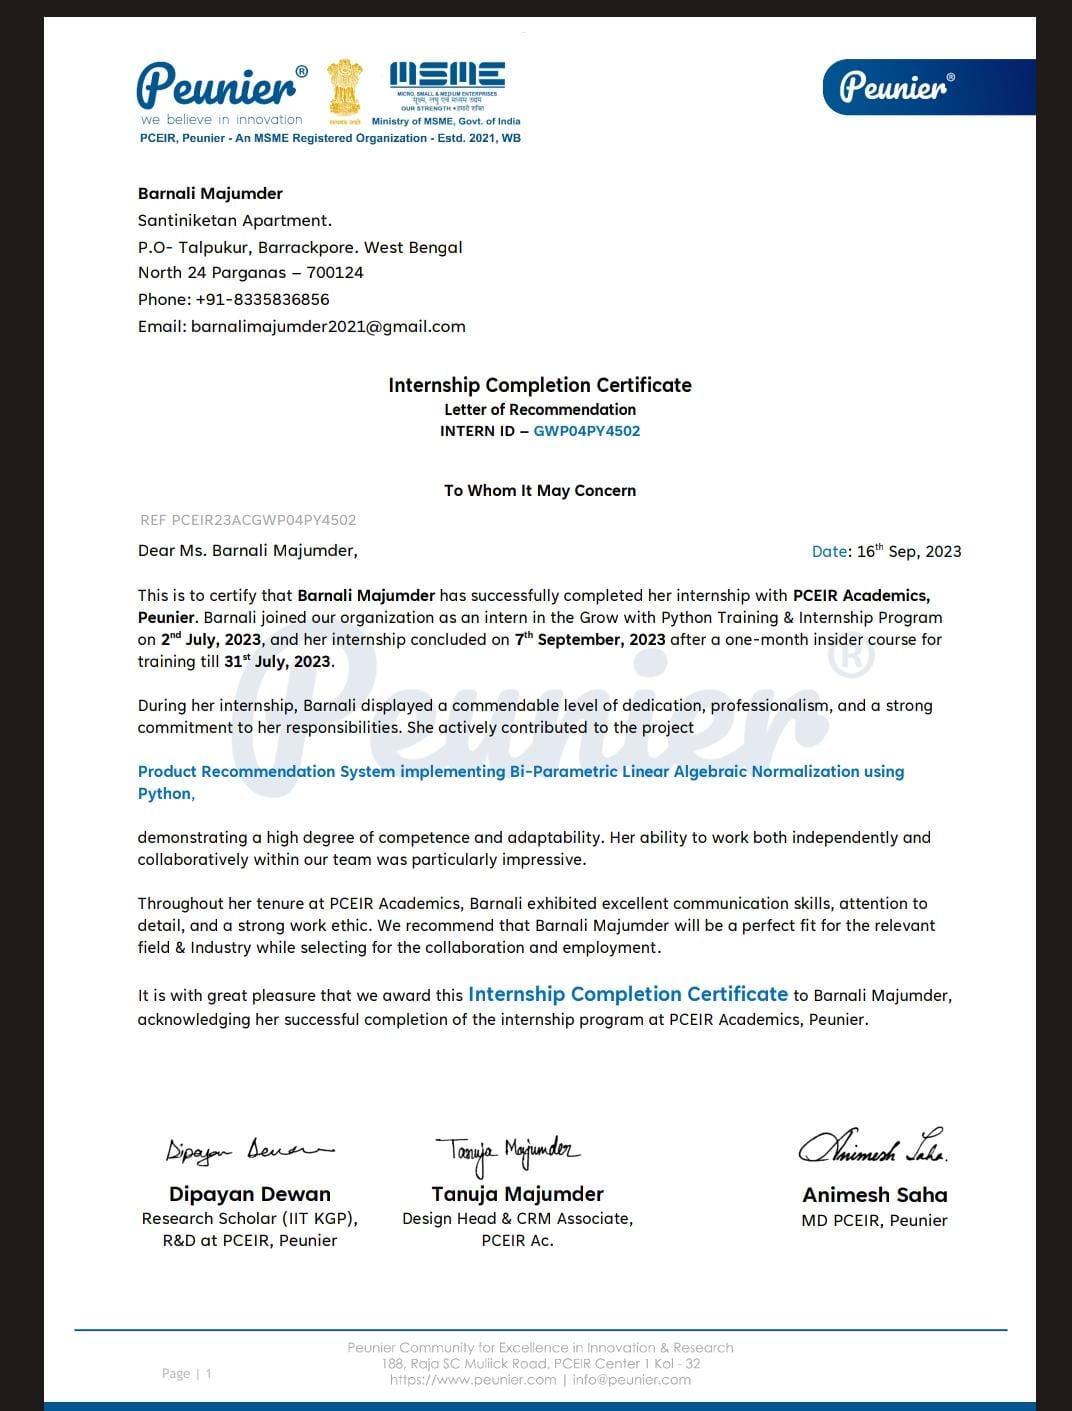 Peunier®
we believe in innovation
सत्यमेव जयते
MSME
MICRO, SMALL & MEDIUM ENTERPRISES
सूक्ष्म, लघु एवं मध्यम उद्यम
OUR STRENGTH • हमारी शक्ति
Ministry of MSME, Govt. of India
PCEIR, Peunier - An MSME Registered Organization - Estd. 2021, WB
Peunier®
Barnali Majumder
Santiniketan Apartment.
P.O- Talpukur, Barrackpore. West Bengal
North 24 Parganas – 700124
Phone: +91-8335836856
Email: barnalimajumder2021@gmail.com
Internship Completion Certificate
Letter of Recommendation
INTERN ID – GWP04PY4502
To Whom It May Concern
REF PCEIR23ACGWP04PY4502
Dear Ms. Barnali Majumder,
Date: 16th Sep, 2023
This is to certify that Barnali Majumder has successfully completed her internship with PCEIR Academics,
Peunier. Barnali joined our organization as an intern in the Grow with Python Training & Internship Program
on 2nd July, 2023, and her internship concluded on 7th September, 2023 after a one-month insider course for
training till 31st July, 2023.
Peunier®
During her internship, Barnali displayed a commendable level of dedication, professionalism, and a strong
commitment to her responsibilities. She actively contributed to the project
Product Recommendation System implementing Bi-Parametric Linear Algebraic Normalization using
Python,
demonstrating a high degree of competence and adaptability. Her ability to work both independently and
collaboratively within our team was particularly impressive.
Throughout her tenure at PCEIR Academics, Barnali exhibited excellent communication skills, attention to
detail, and a strong work ethic. We recommend that Barnali Majumder will be a perfect fit for the relevant
field & Industry while selecting for the collaboration and employment.
It is with great pleasure that we award this Internship Completion Certificate to Barnali Majumder,
acknowledging her successful completion of the internship program at PCEIR Academics, Peunier.
Dipayan Dewan
Tanuja Majumder
Animesh Saha.
Dipayan Dewan
Research Scholar (IIT KGP),
R&D at PCEIR, Peunier
Tanuja Majumder
Design Head & CRM Associate,
PCEIR Ac.
Animesh Saha
MD PCEIR, Peunier
Peunier Community for Excellence in Innovation & Research
188, Raja SC Mullick Road, PCEIR Center 1 Kol - 32
https://www.peunier.com | info@peunier.com
Page | 1